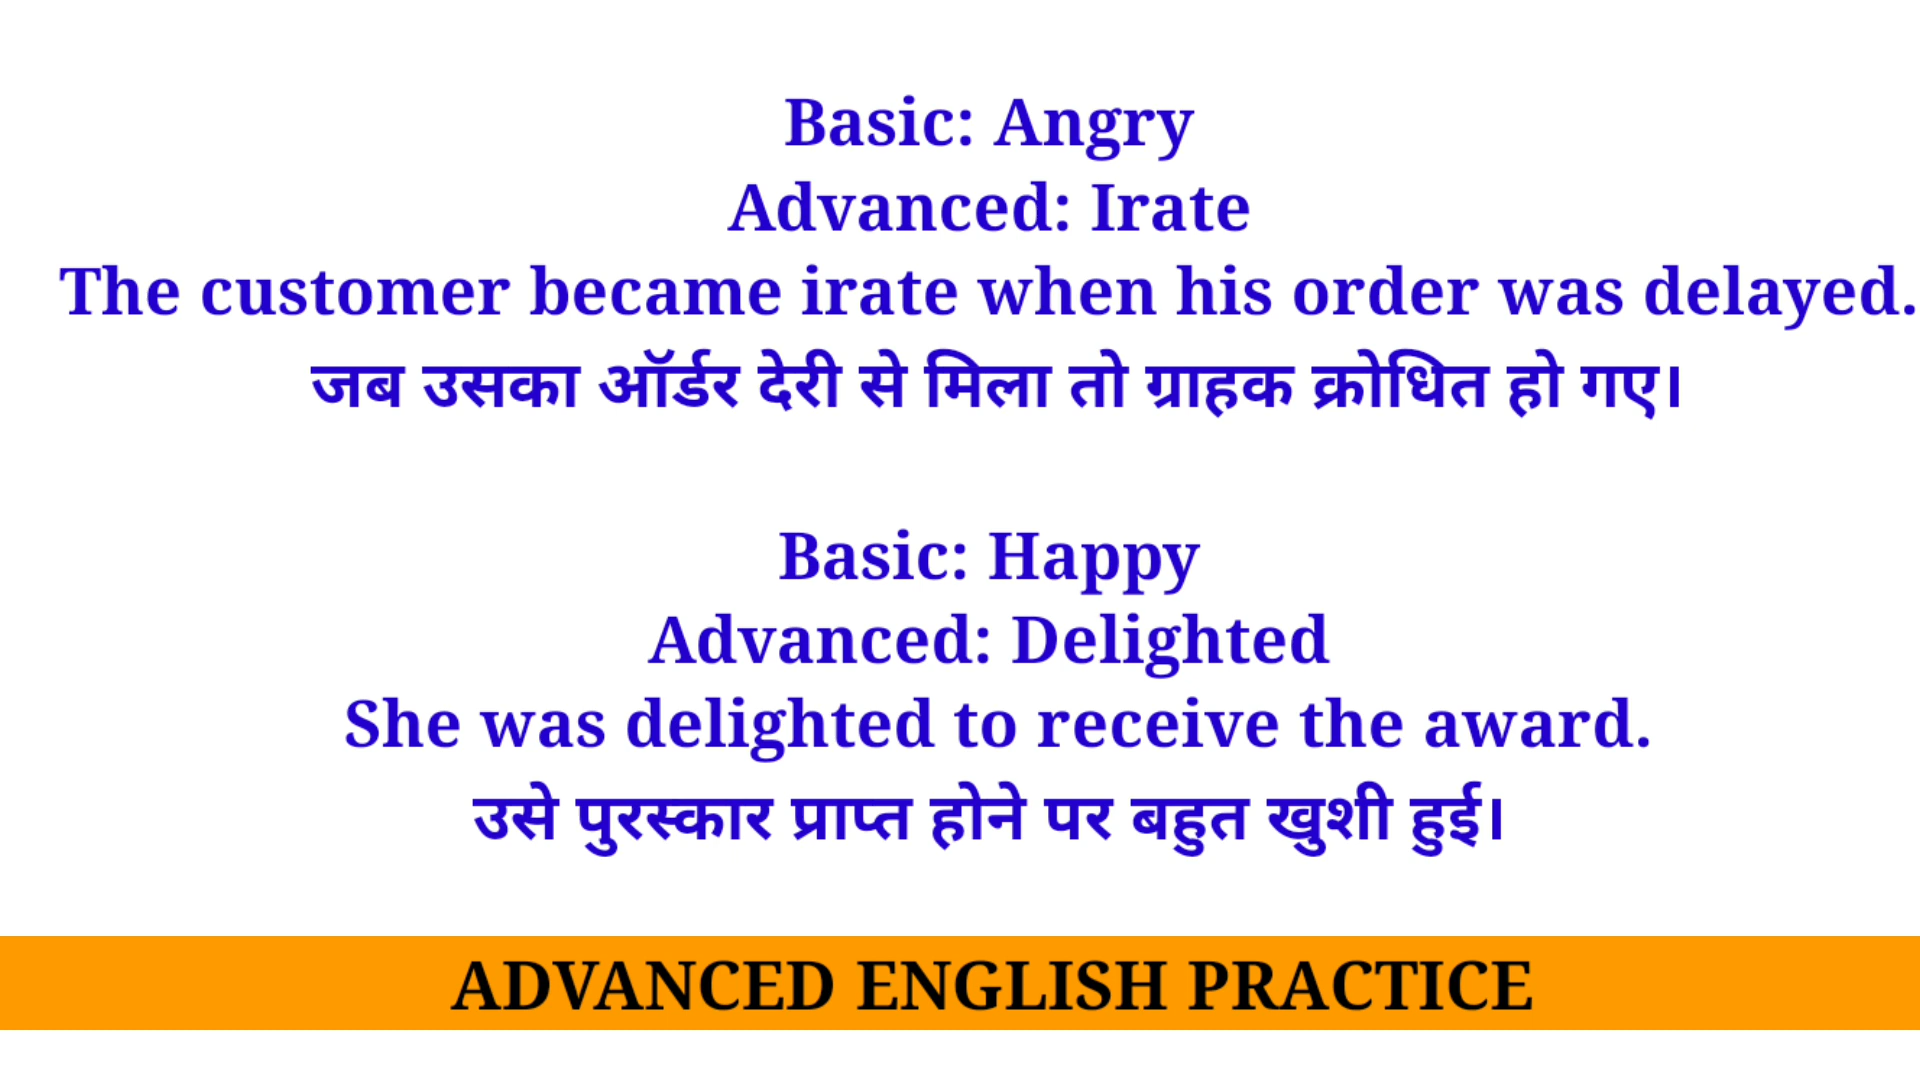 Basic: Angry
Advanced: Irate
The customer became irate when his order was delayed.
जब उसका ऑर्डर देरी से मिला तो ग्राहक क्रोधित हो गए।
Basic: Happy
Advanced: Delighted
She was delighted to receive the award.
उसे पुरस्कार प्राप्त होने पर बहुत खुशी हुई।
ADVANCED ENGLISH PRACTICE